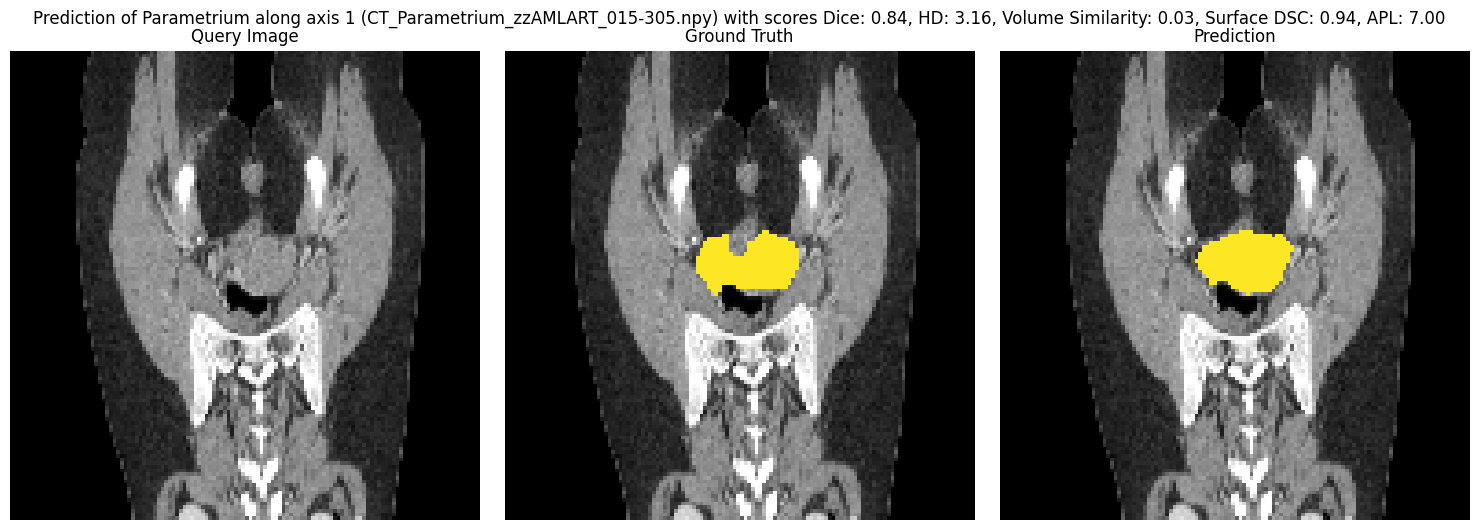 Prediction of Parametrium along axis 1 (CT_Parametrium_zzAMLART_015-305.npy) with scores Dice: 0.84, HD: 3.16, Volume Similarity: 0.03, Surface DSC: 0.94, APL: 7.00
Query Image
Ground Truth
Prediction